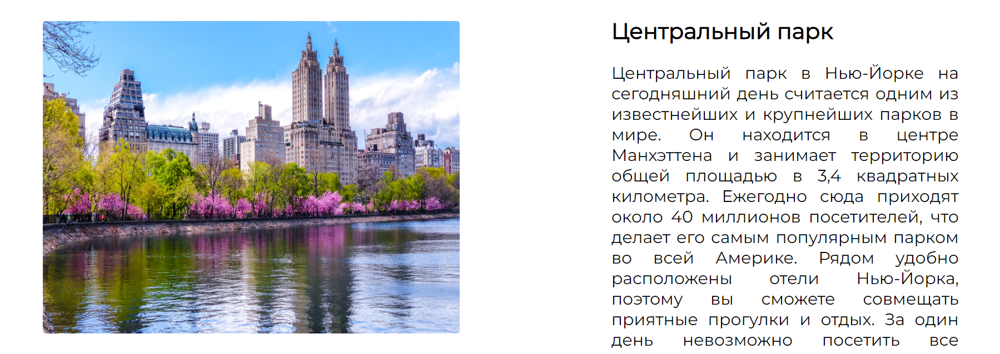 Центральный парк
Центральный парк в Нью-Йорке на
сегодняшний день считается одним из
известнейших и крупнейших парков в
мире. Он находится в центре
Манхэттена и занимает территорию
общей площадью в 3,4 квадратных
километра. Ежегодно сюда приходят
около 40 миллионов посетителей, что
делает его самым популярным парком
во всей Америке. Рядом удобно
расположены отели Нью-Йорка,
поэтому вы сможете совмещать
приятные прогулки и отдых. За один
день невозможно посетить все